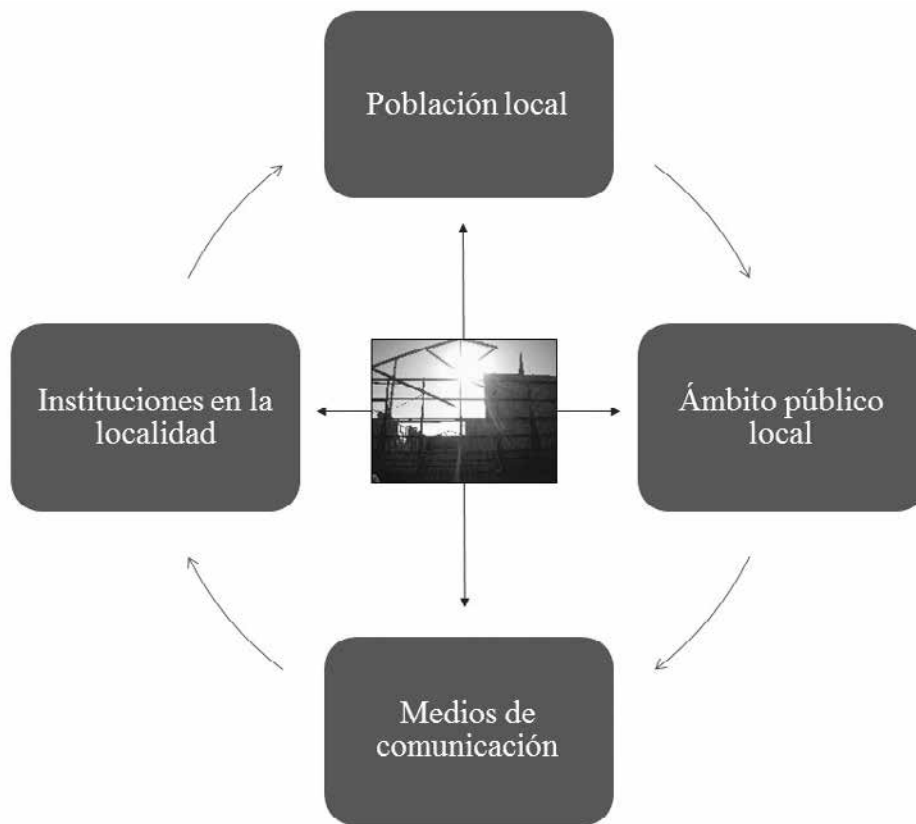 Población local
Instituciones en la
localidad
Ámbito público
local
Medios de
comunicación